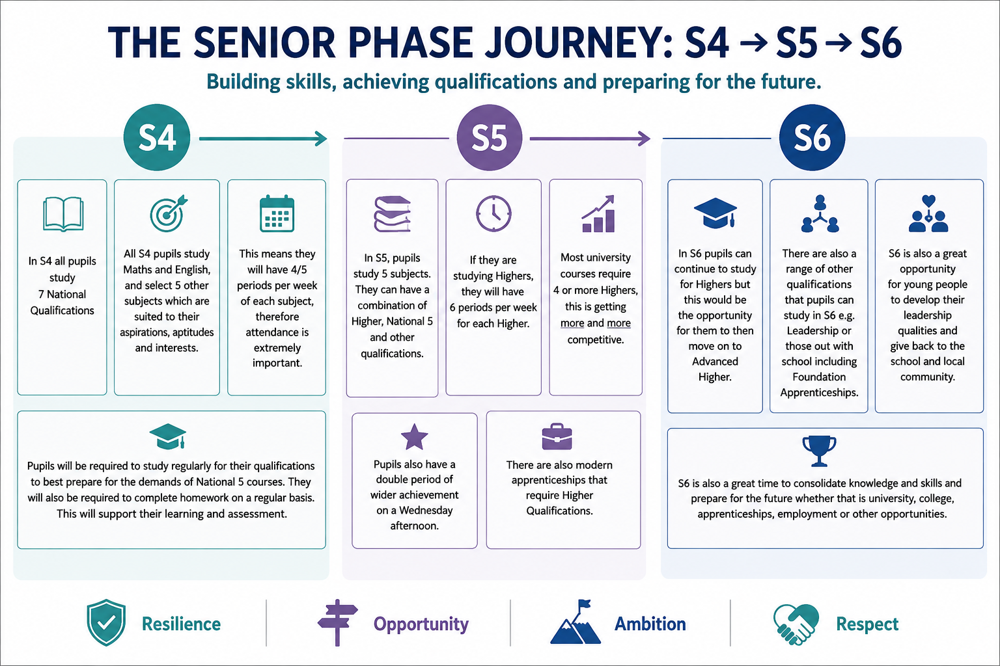 THE SENIOR PHASE JOURNEY: S4 → S5 → S6
Building skills, achieving qualifications and preparing for the future.
S4
In S4 all pupils
study
7 National
Qualifications
All S4 pupils study
Maths and English,
and select 5 other
subjects which are
suited to their
aspirations, aptitudes
and interests.
This means they
will have 4/5
periods per week
of each subject,
therefore
attendance is
extremely
important.
Pupils will be required to study regularly for their qualifications
to best prepare for the demands of National 5 courses. They
will also be required to complete homework on a regular basis.
This will support their learning and assessment.
S5
In S5, pupils
study 5 subjects.
They can have a
combination of
Higher, National 5
and other
qualifications.
If they are
studying Highers,
they will have
6 periods per week
for each Higher.
Most university
courses require
4 or more Highers,
this is getting
more and more
competitive.
Pupils also have a
double period of
wider achievement
on a Wednesday
afternoon.
There are also modern
apprenticeships that
require Higher
Qualifications.
S6
In S6 pupils can
continue to study
for Highers but
this would be
the opportunity
for them to then
move on to
Advanced
Higher.
There are also a
range of other
qualifications
that pupils can
study in S6 e.g.
Leadership or
those out with
school including
Foundation
Apprenticeships.
S6 is also a great
opportunity
for young people
to develop their
leadership
qualities and
give back to the
school and local
community.
S6 is also a great time to consolidate knowledge and skills and
prepare for the future whether that is university, college,
apprenticeships, employment or other opportunities.
Resilience
Opportunity
Ambition
Respect